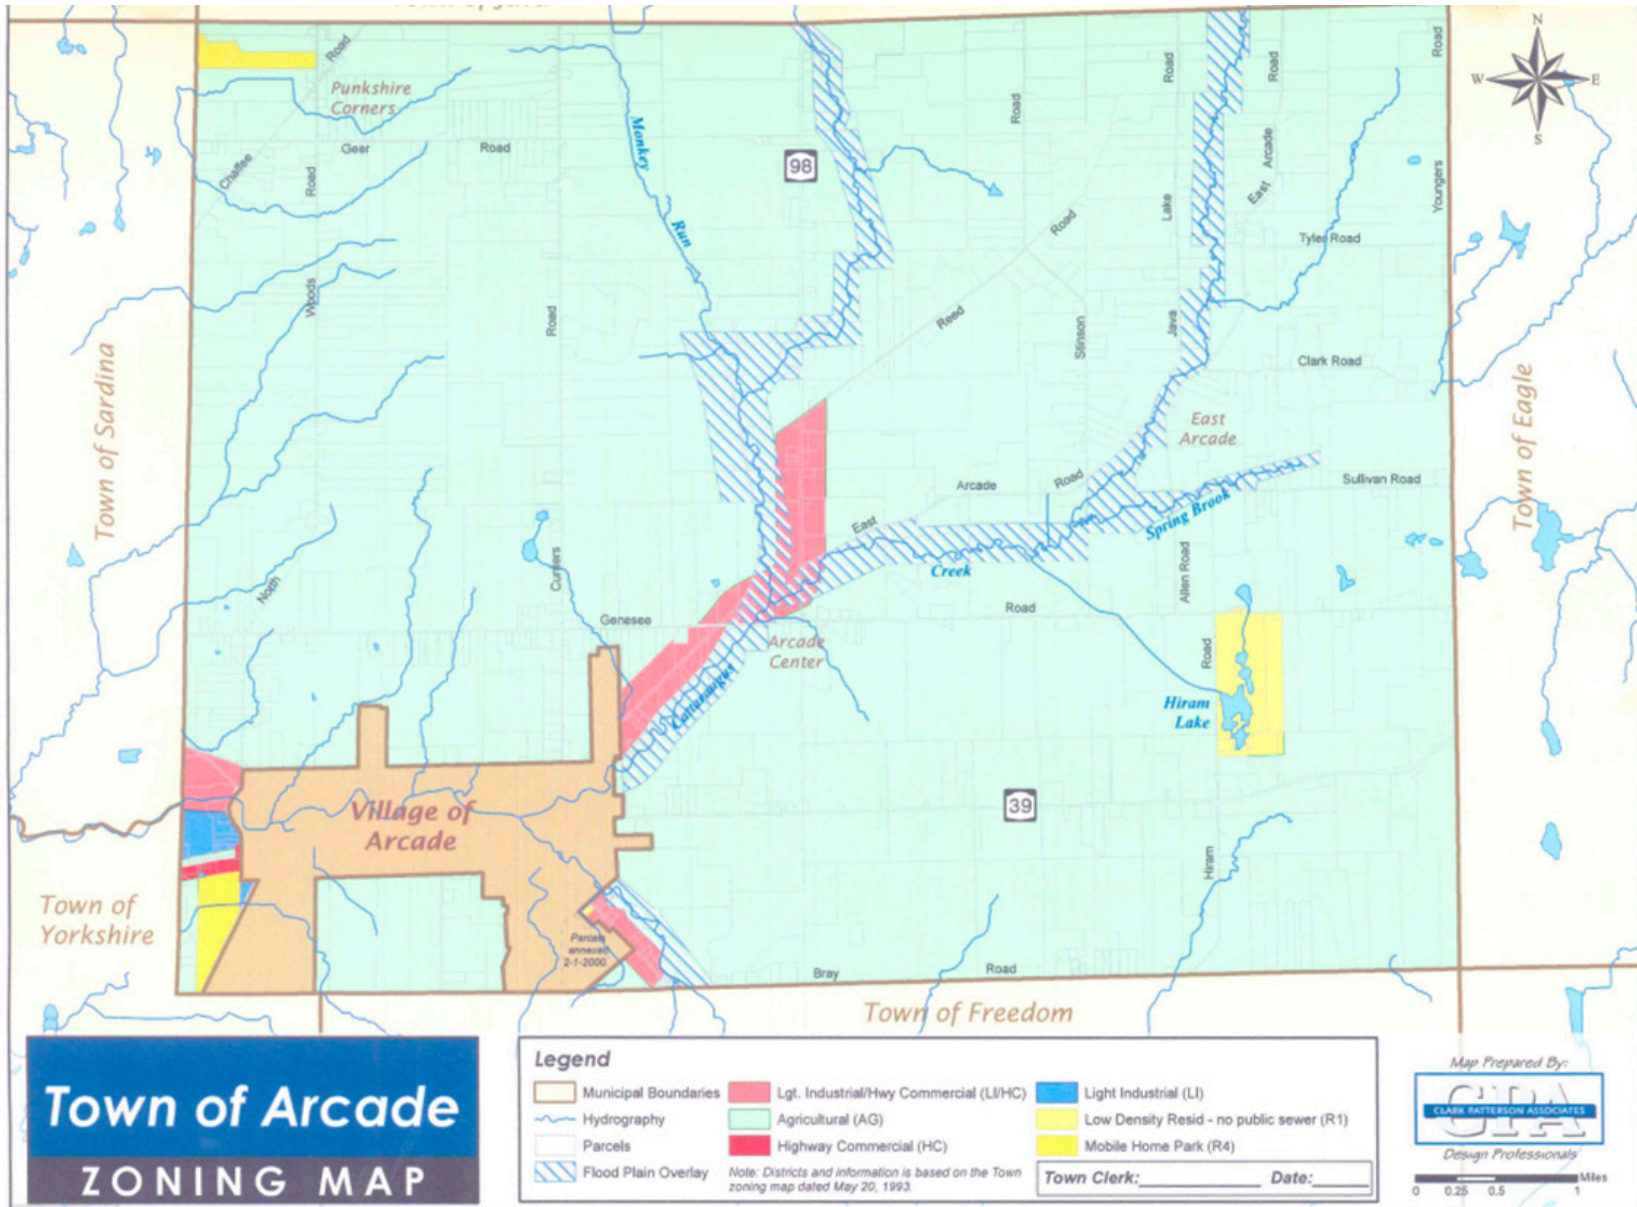 N
W
E
S
Road
Road
Road
Road
Punkshire
Corners
Monkey
Run
98
Geer
Road
Chaffee
Road
Road
Lake
East
Arcade
Youngers
Tyler Road
Woods
Road
Reed
Road
Stinson
Java
Clark Road
Town of Sardina
Town of Eagle
East
Arcade
Arcade
Road
Sullivan Road
East
Spring Brook
Creek
Allen Road
North
Curriers
Genesee
Road
Arcade
Center
Road
Cattaraugus
Hiram
Lake
39
Village of
Arcade
Hiram
Town of
Yorkshire
Parcels
annexed
2-1-2000
Bray
Road
Town of Freedom
Town of Arcade
ZONING MAP
Legend
Municipal Boundaries
Hydrography
Parcels
Flood Plain Overlay
Lgt. Industrial/Hwy Commercial (LI/HC)
Agricultural (AG)
Highway Commercial (HC)
Note: Districts and information is based on the Town
zoning map dated May 20, 1993.
Light Industrial (LI)
Low Density Resid - no public sewer (R1)
Mobile Home Park (R4)
Town Clerk: Date:
Map Prepared By:
CPA
CLARK PATTERSON ASSOCIATES
Design Professionals
0 0.25 0.5 1 Miles